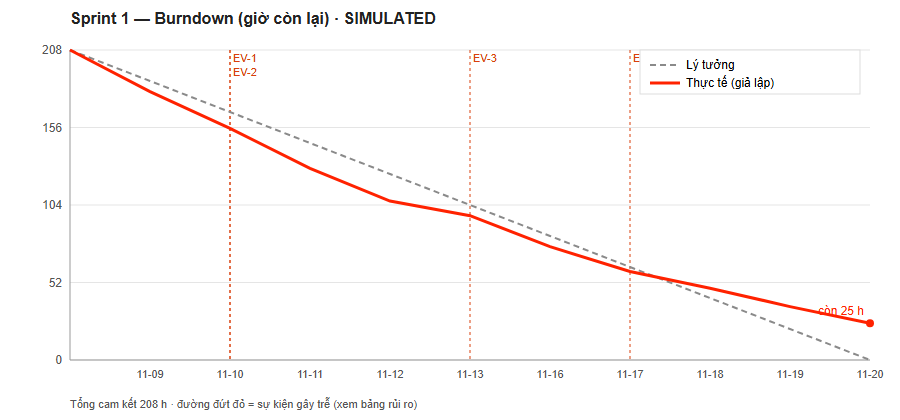 Sprint 1 — Burndown (giờ còn lại) · SIMULATED
208
156
104
52
0
EV-1
EV-2
EV-3
E
Lý tưởng
Thực tế (giả lập)
còn 25 h
11-09
11-10
11-11
11-12
11-13
11-16
11-17
11-18
11-19
11-20
Tổng cam kết 208 h · đường đứt đỏ = sự kiện gây trễ (xem bảng rủi ro)